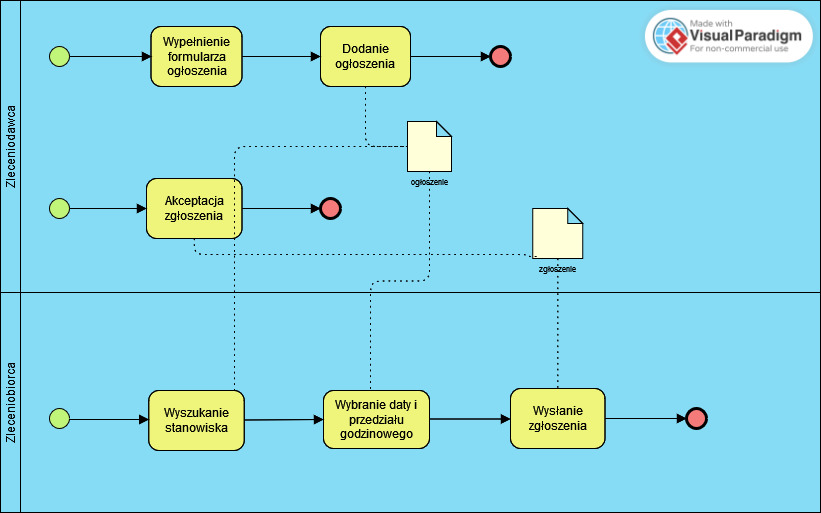 Made with
Visual Paradigm
For non-commercial use
Zleceniodawca
Wypełnienie
formularza
ogłoszenia
Dodanie
ogłoszenia
ogłoszenie
Akceptacja
zgłoszenia
zgłoszenie
Zleceniobiorca
Wyszukanie
stanowiska
Wybranie daty i
przedziału
godzinowego
Wysłanie
zgłoszenia